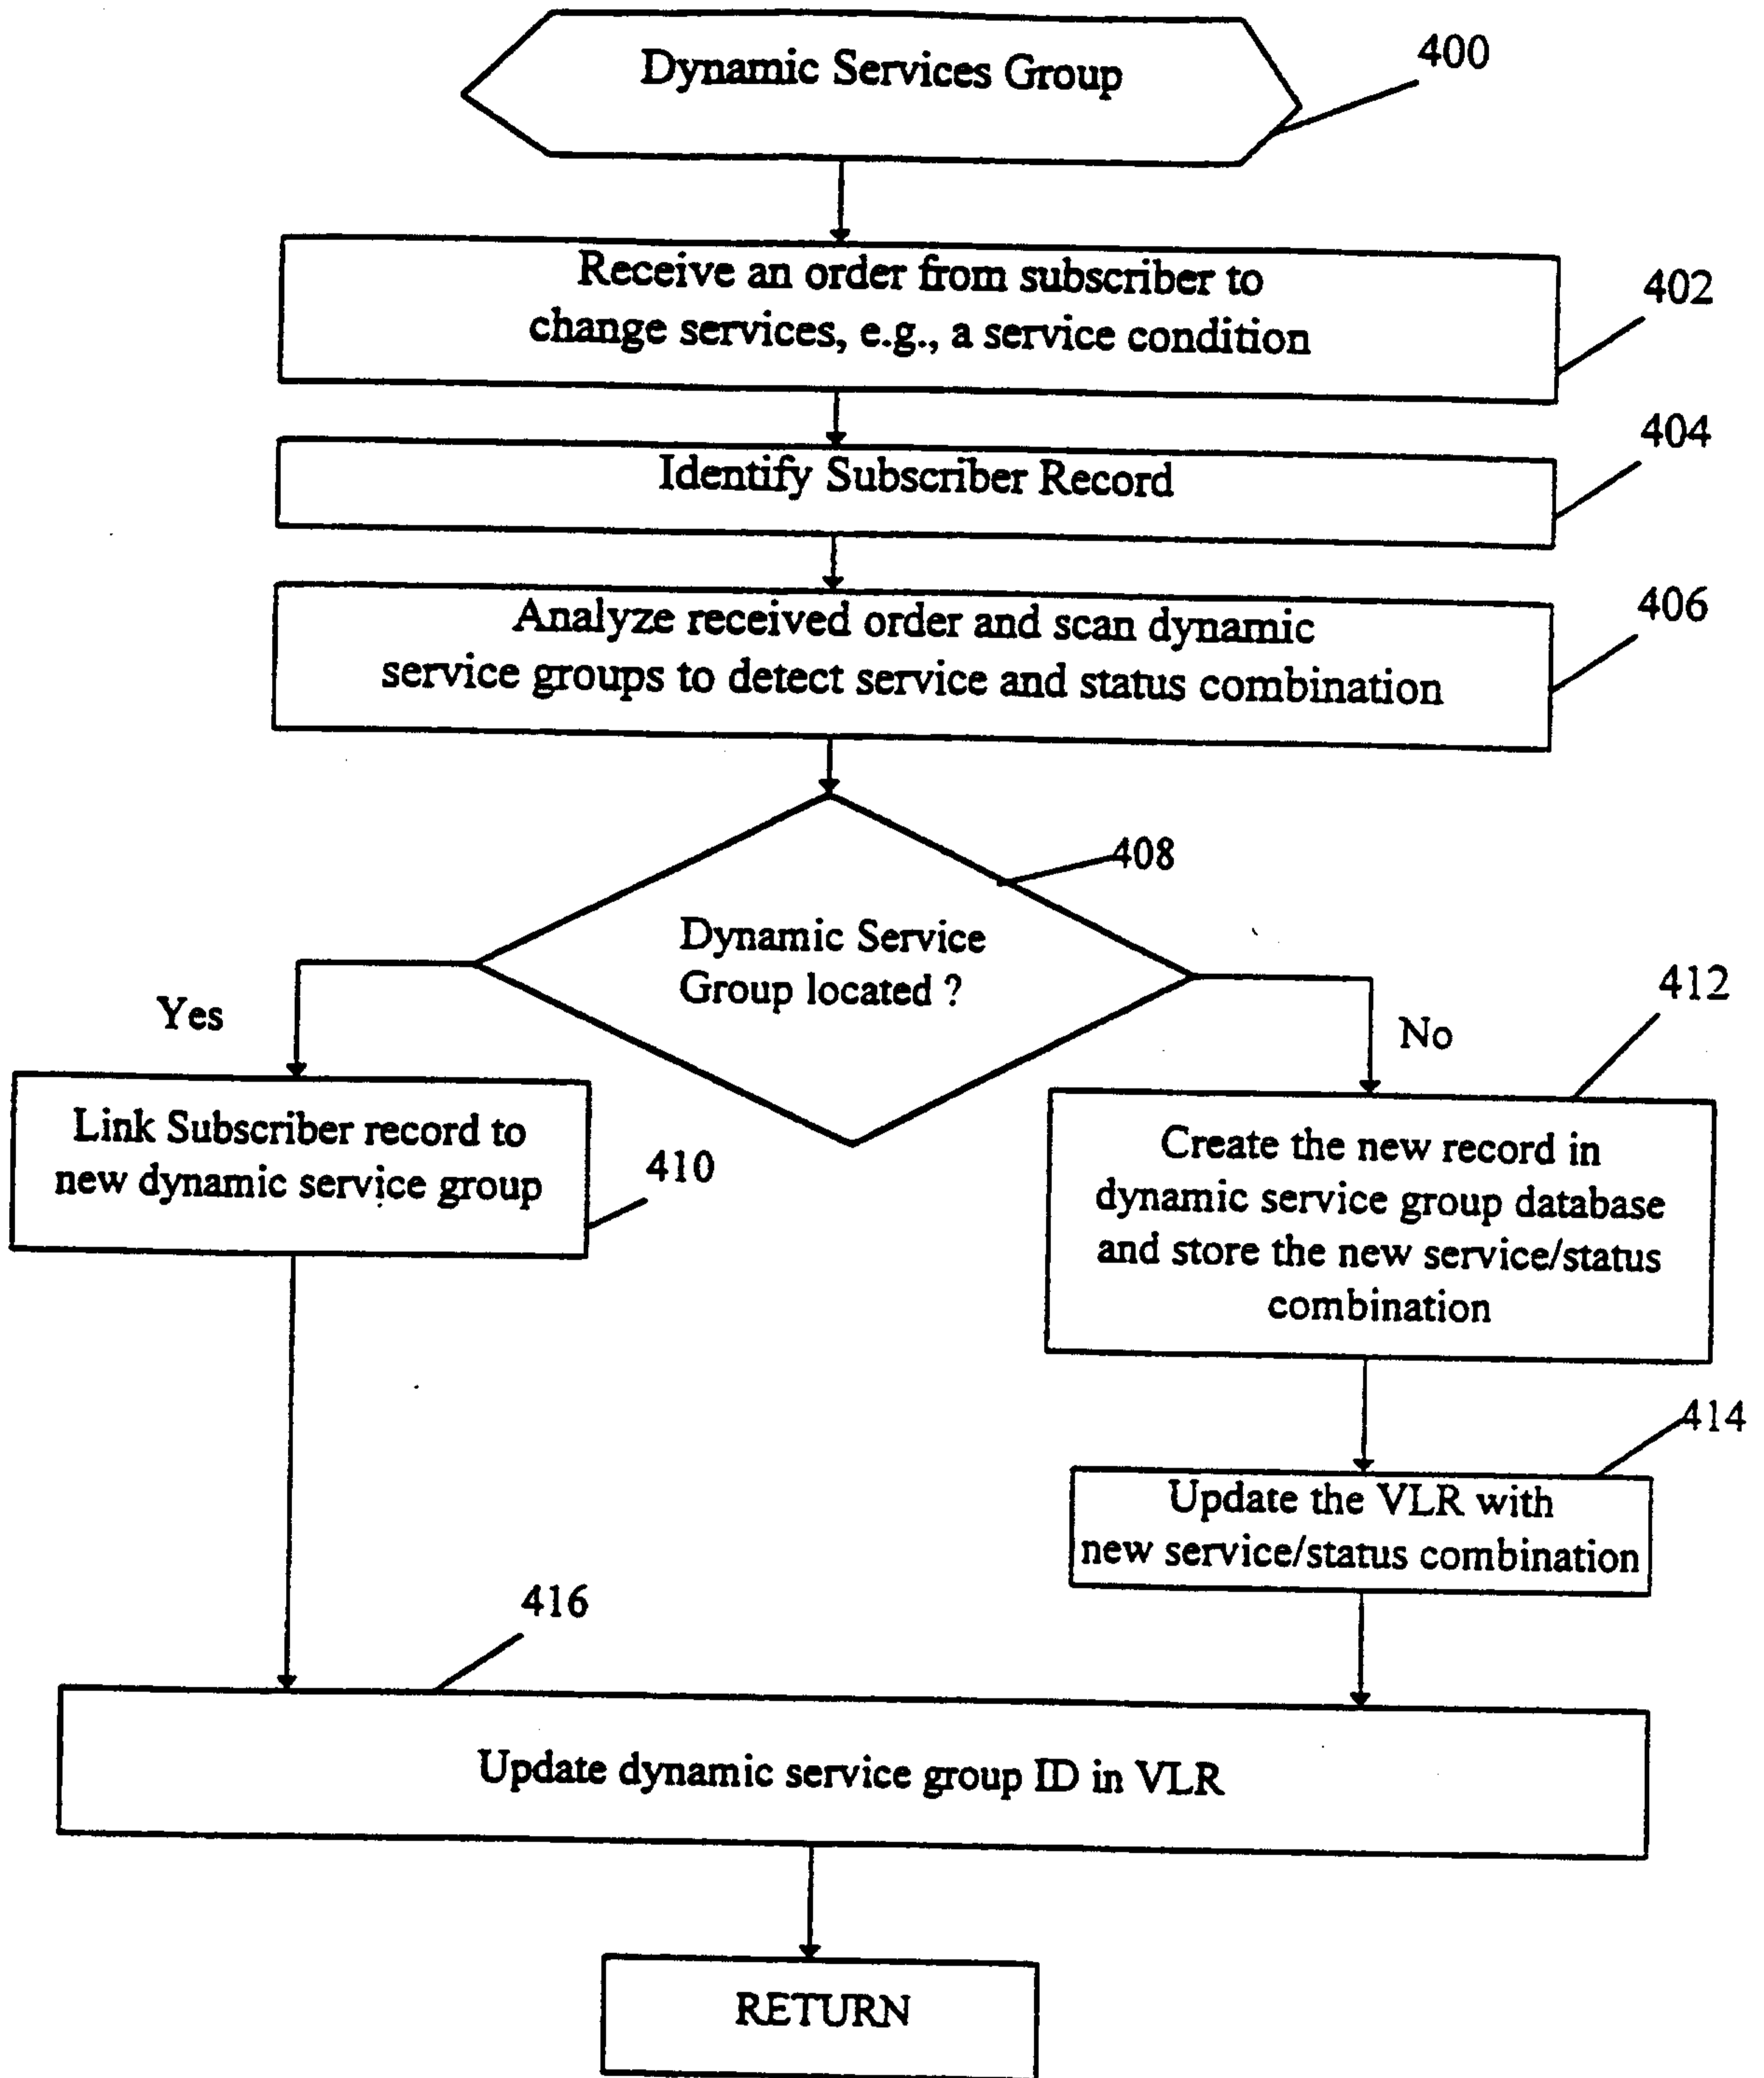 Dynamic Services Group
400
Receive an order from subscriber to
change services, e.g., a service condition
402
Identify Subscriber Record
404
Analyze received order and scan dynamic
service groups to detect service and status combination
406
408
Dynamic Service
Group located ?
Yes
No
412
Link Subscriber record to
new dynamic service group
410
Create the new record in
dynamic service group database
and store the new service/status
combination
414
Update the VLR with
new service/status combination
416
Update dynamic service group ID in VLR
RETURN